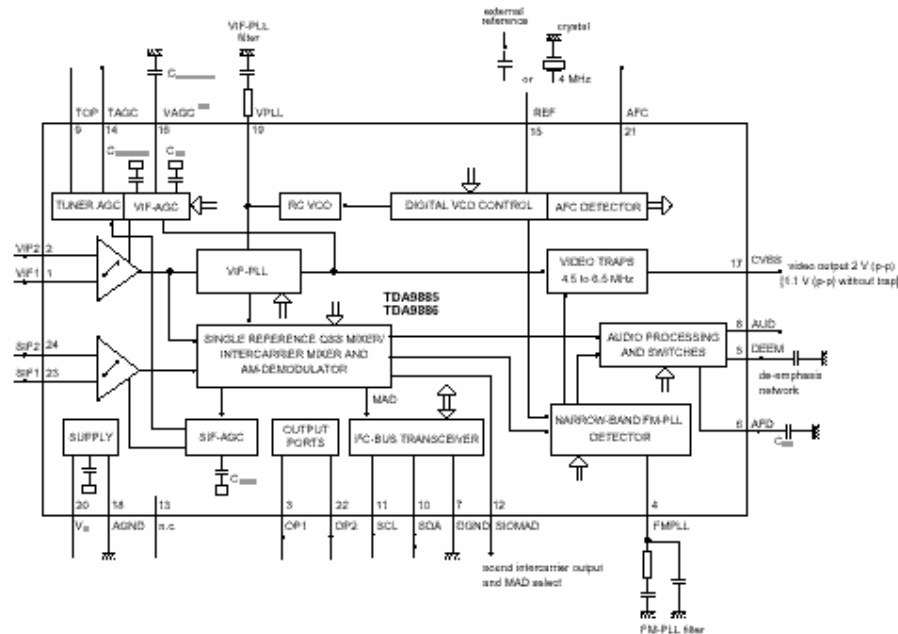 VIF-PLL
filter
external
reference
crystal
or
4 MHz
C
C
TOP
TAGC
VAGC
VPLL
REF
AFC
9
14
16
19
15
21
C
C
TUNER AGC
VIF-AGC
RC VCO
DIGITAL VCO CONTROL
AFC DETECTOR
VIF2
2
VIF1
1
VIF-PLL
VIDEO TRAPS
4.5 to 6.5 MHz
17
CVBS
video output 2 V (p-p)
[1.1 V (p-p) without trap]
TDA9885
TDA9886
SINGLE REFERENCE QSS MIXER/
INTERCARRIER MIXER AND
AM-DEMODULATOR
AUDIO PROCESSING
AND SWITCHES
8
AUD
5
DEEM
de-emphasis
network
SIF2
24
SIF1
23
MAD
SUPPLY
SIF-AGC
OUTPUT
PORTS
I²C-BUS TRANSCEIVER
NARROW-BAND FM-PLL
DETECTOR
6
AFD
C
C
20
18
13
3
22
11
10
7
12
4
V
AGND
n.c.
OP1
OP2
SCL
SDA
DGND
SIOMAD
FMPLL
sound intercarrier output
and MAD select
FM-PLL filter